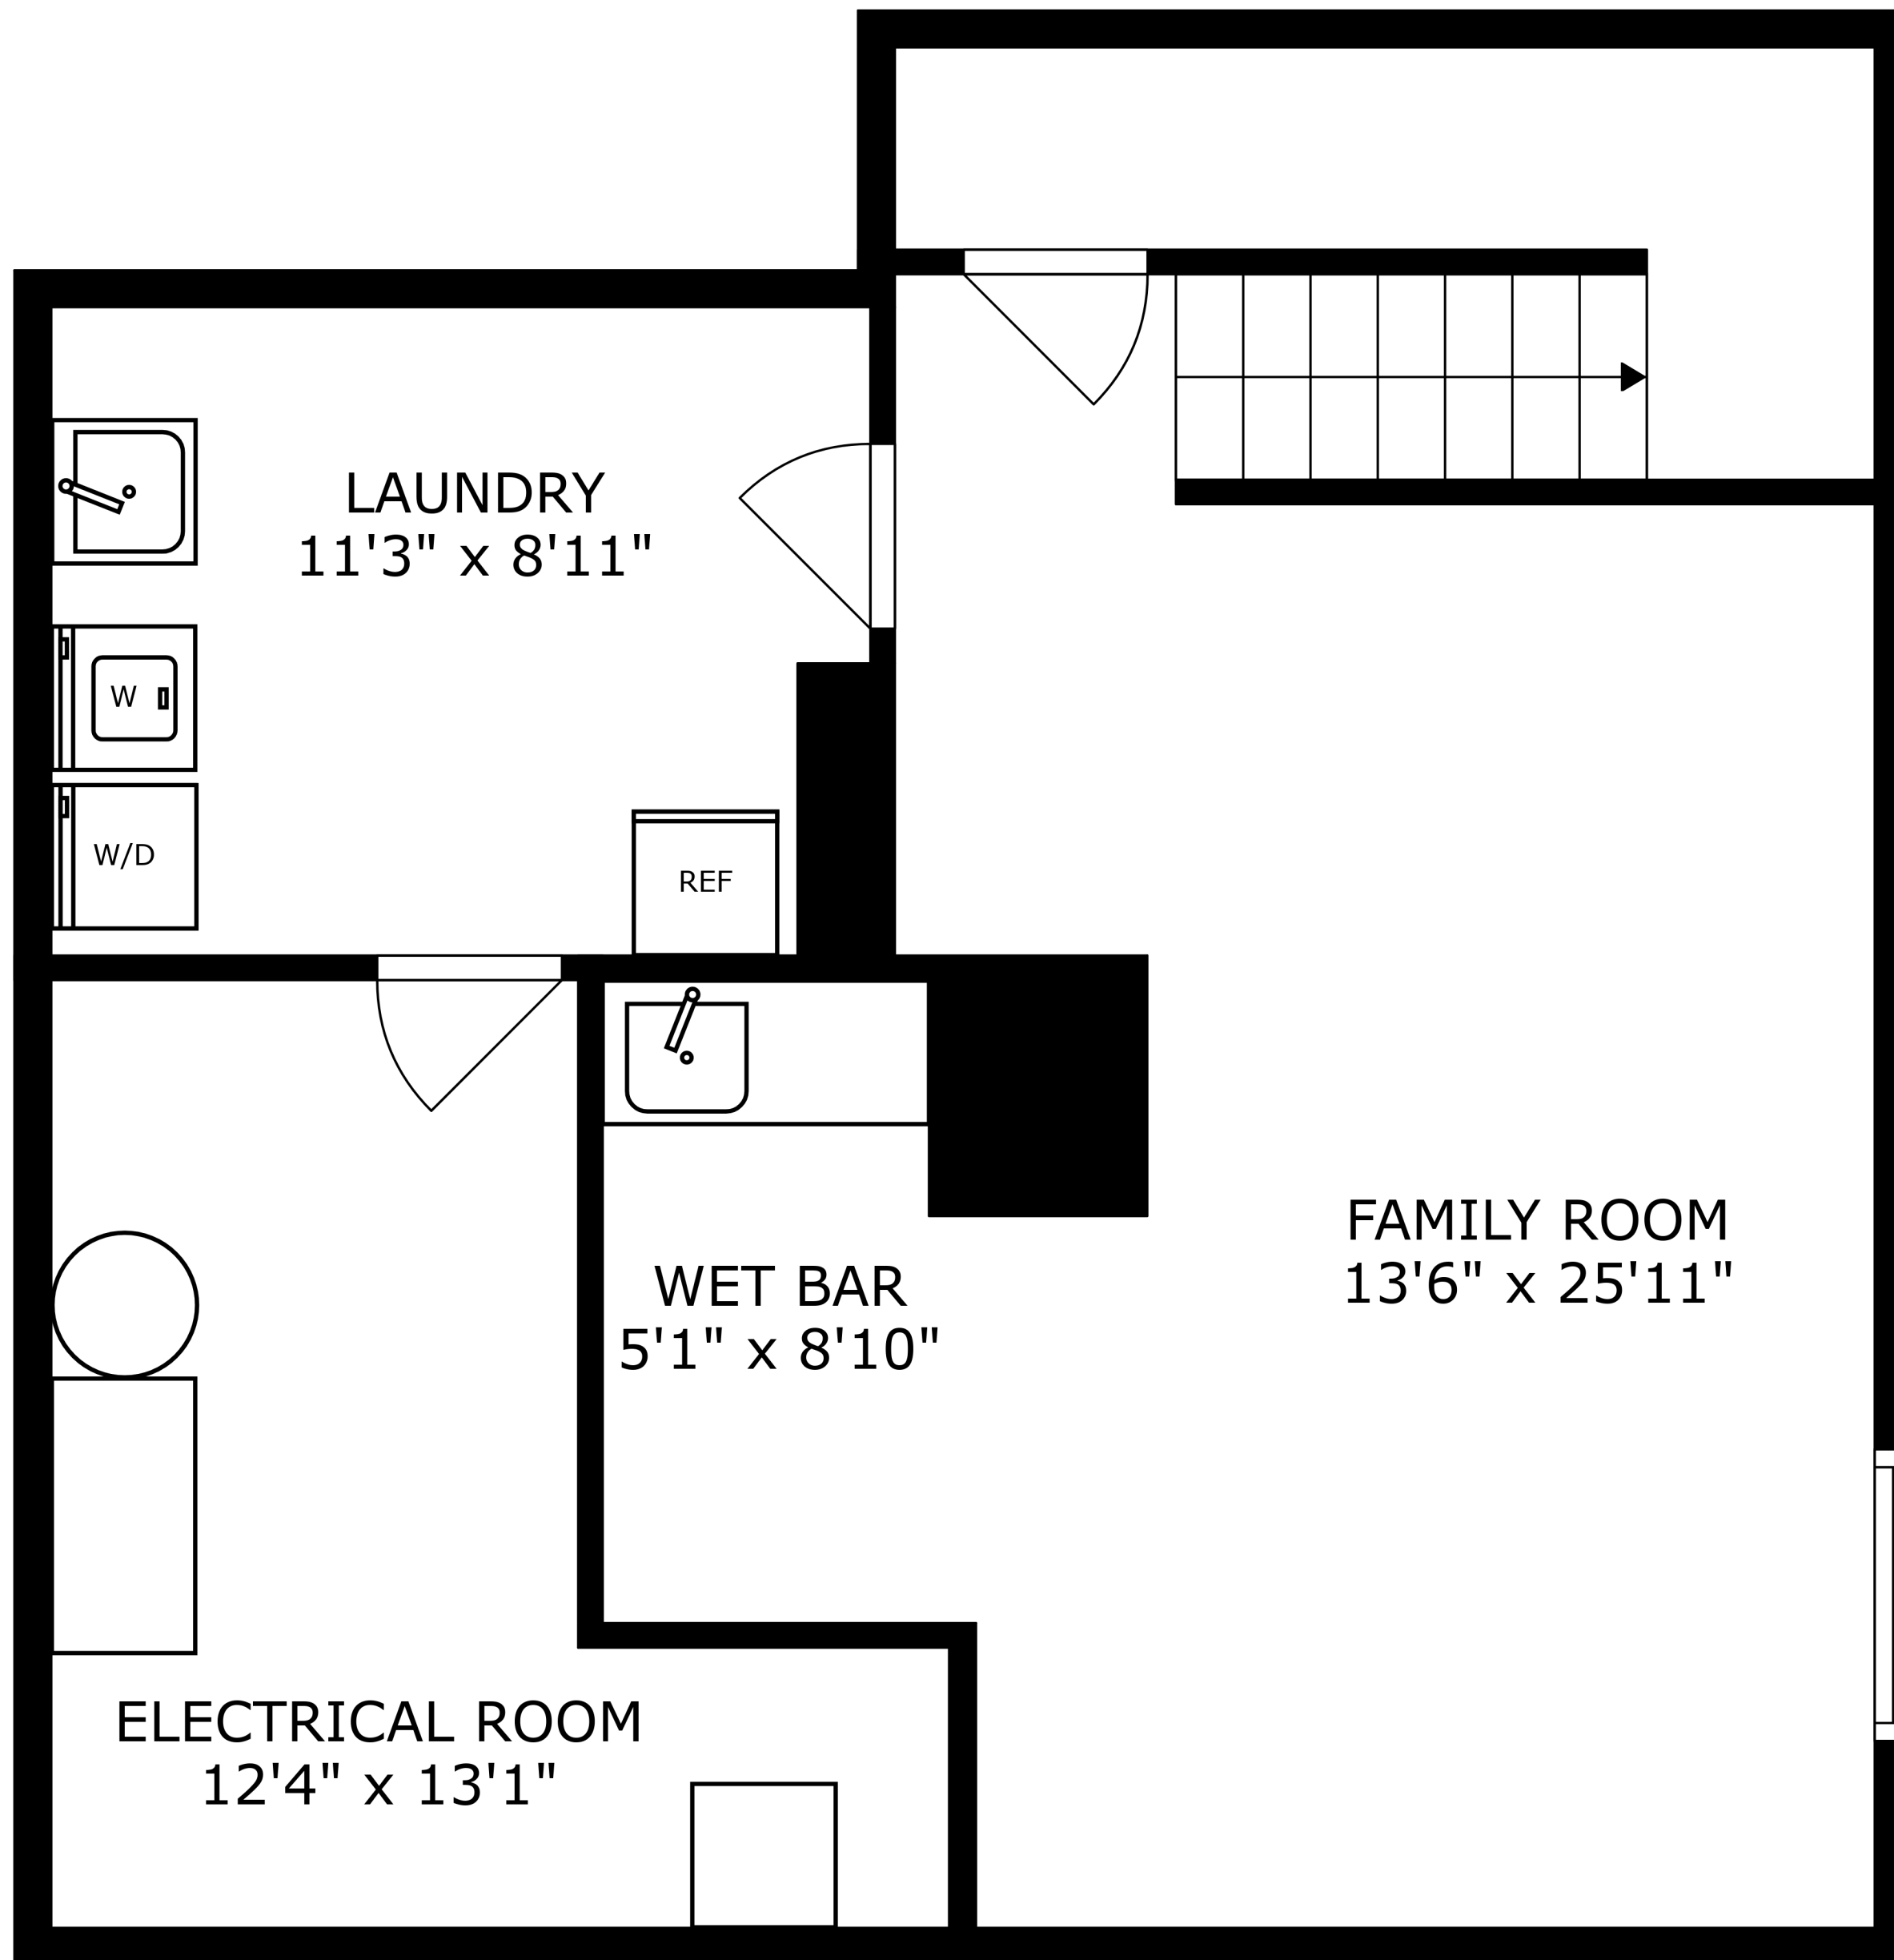 LAUNDRY
11'3" x 8'11"
W
W/D
REF
FAMILY ROOM
13'6" x 25'11"
WET BAR
5'1" x 8'10"
ELECTRICAL ROOM
12'4" x 13'1"